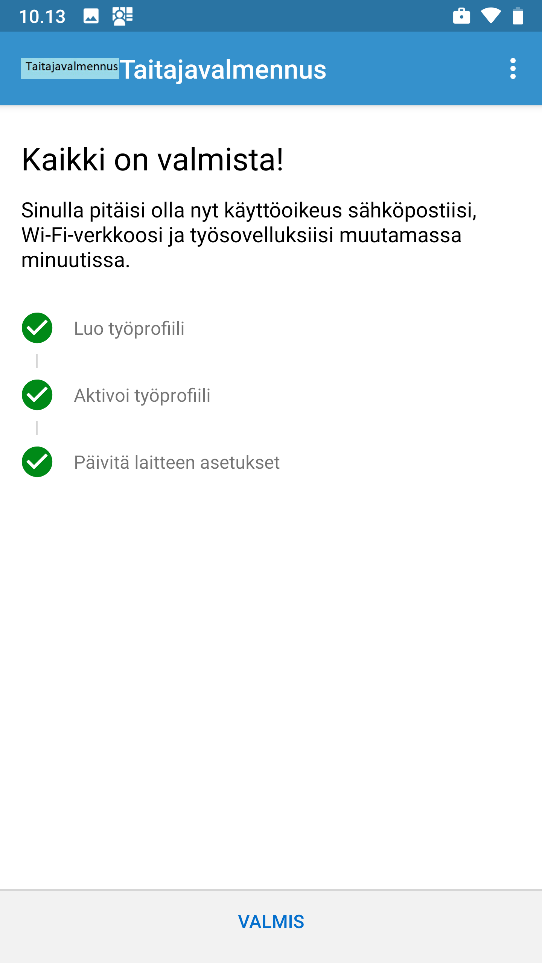 10.13
Taitajavalmennus Taitajavalmennus
Kaikki on valmista!
Sinulla pitäisi olla nyt käyttöoikeus sähköpostiisi,
Wi-Fi-verkkoosi ja työsovelluksiisi muutamassa
minuutissa.
Luo työprofiili
Aktivoi työprofiili
Päivitä laitteen asetukset
VALMIS